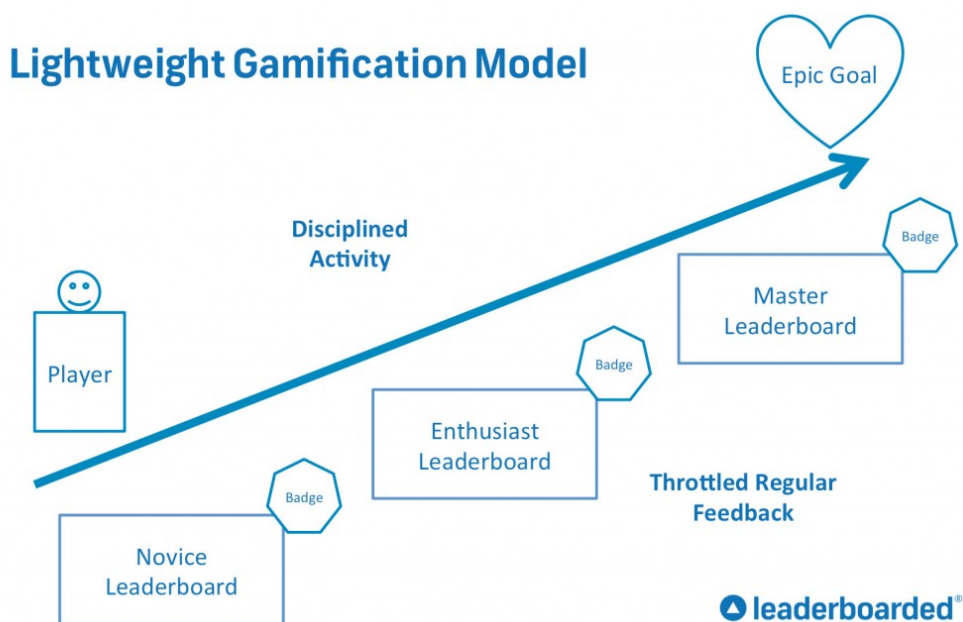 Lightweight Gamification Model
Epic Goal
Disciplined
Activity
Badge
Master
Leaderboard
Player
Badge
Enthusiast
Leaderboard
Throttled Regular
Feedback
Badge
Novice
Leaderboard
leaderboarded®